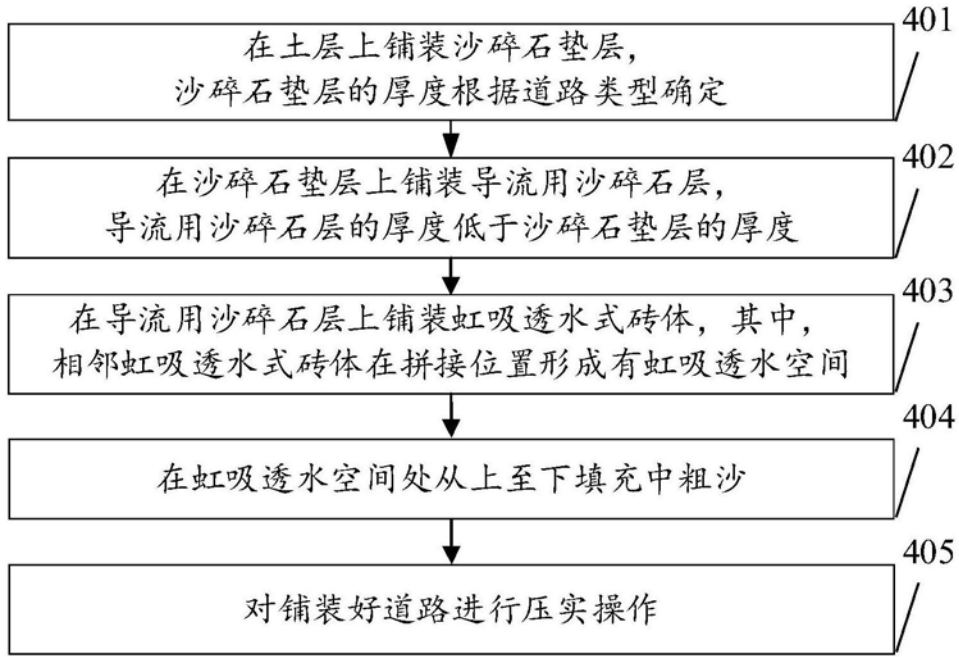 401
在土层上铺装沙碎石垫层，
沙碎石垫层的厚度根据道路类型确定
402
在沙碎石垫层上铺装导流用沙碎石层，
导流用沙碎石层的厚度低于沙碎石垫层的厚度
403
在导流用沙碎石层上铺装虹吸透水式砖体，其中，
相邻虹吸透水式砖体在拼接位置形成有虹吸透水空间
404
在虹吸透水空间处从上至下填充中粗沙
405
对铺装好道路进行压实操作